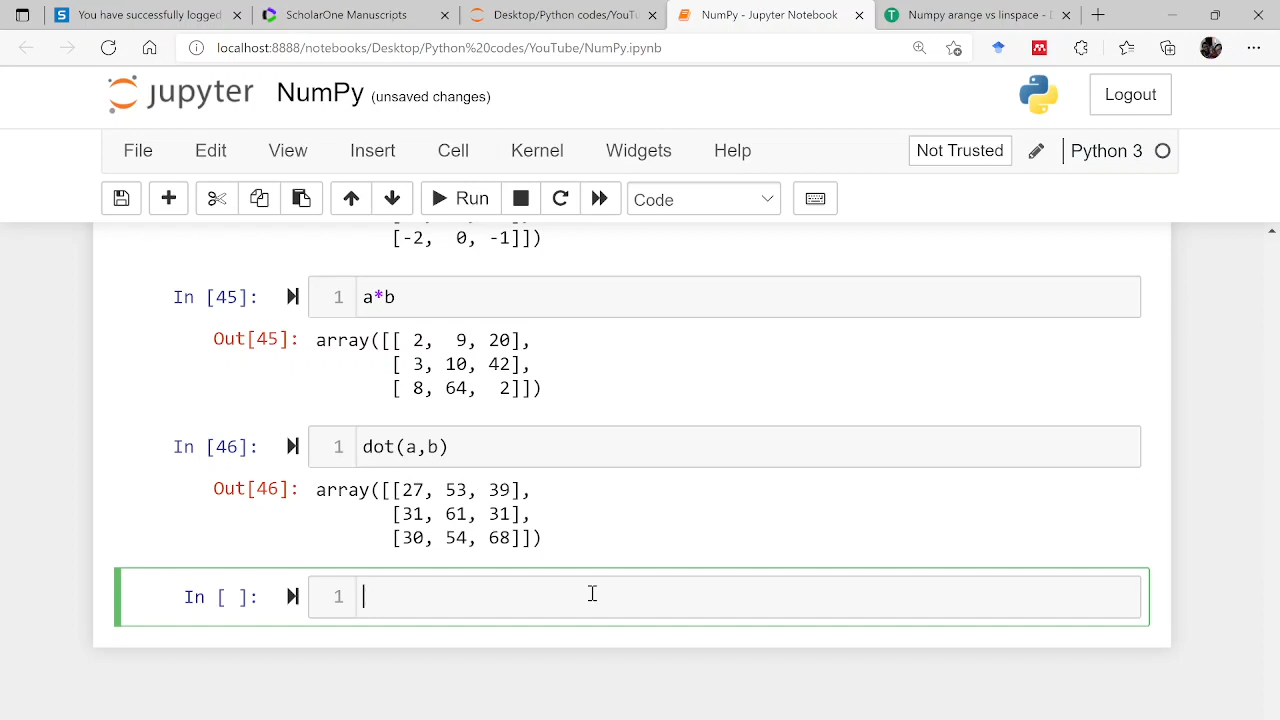 You have successfully logged
ScholarOne Manuscripts
Desktop/Python codes/YouTu
NumPy - Jupyter Notebook
Numpy arange vs linspace - [
localhost:8888/notebooks/Desktop/Python%20codes/YouTube/NumPy.ipynb
jupyter NumPy (unsaved changes)
Logout
File Edit View Insert Cell Kernel Widgets Help Not Trusted Python 3
Run Code
[-2, 0, -1]])
In [45]: 1 a*b
Out[45]: array([[ 2, 9, 20],
[ 3, 10, 42],
[ 8, 64, 2]])
In [46]: 1 dot(a,b)
Out[46]: array([[27, 53, 39],
[31, 61, 31],
[30, 54, 68]])
In [ ]: 1